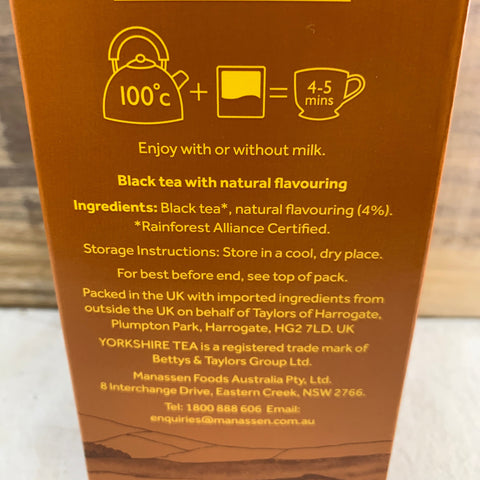 100°c + = 4-5 mins
Enjoy with or without milk.
Black tea with natural flavouring
Ingredients: Black tea*, natural flavouring (4%).
*Rainforest Alliance Certified.
Storage Instructions: Store in a cool, dry place.
For best before end, see top of pack.
Packed in the UK with imported ingredients from
outside the UK on behalf of Taylors of Harrogate,
Plumpton Park, Harrogate, HG2 7LD. UK
YORKSHIRE TEA is a registered trade mark of
Bettys & Taylors Group Ltd.
Manassen Foods Australia Pty, Ltd.
8 Interchange Drive, Eastern Creek, NSW 2766.
Tel: 1800 888 606 Email:
enquiries@manassen.com.au